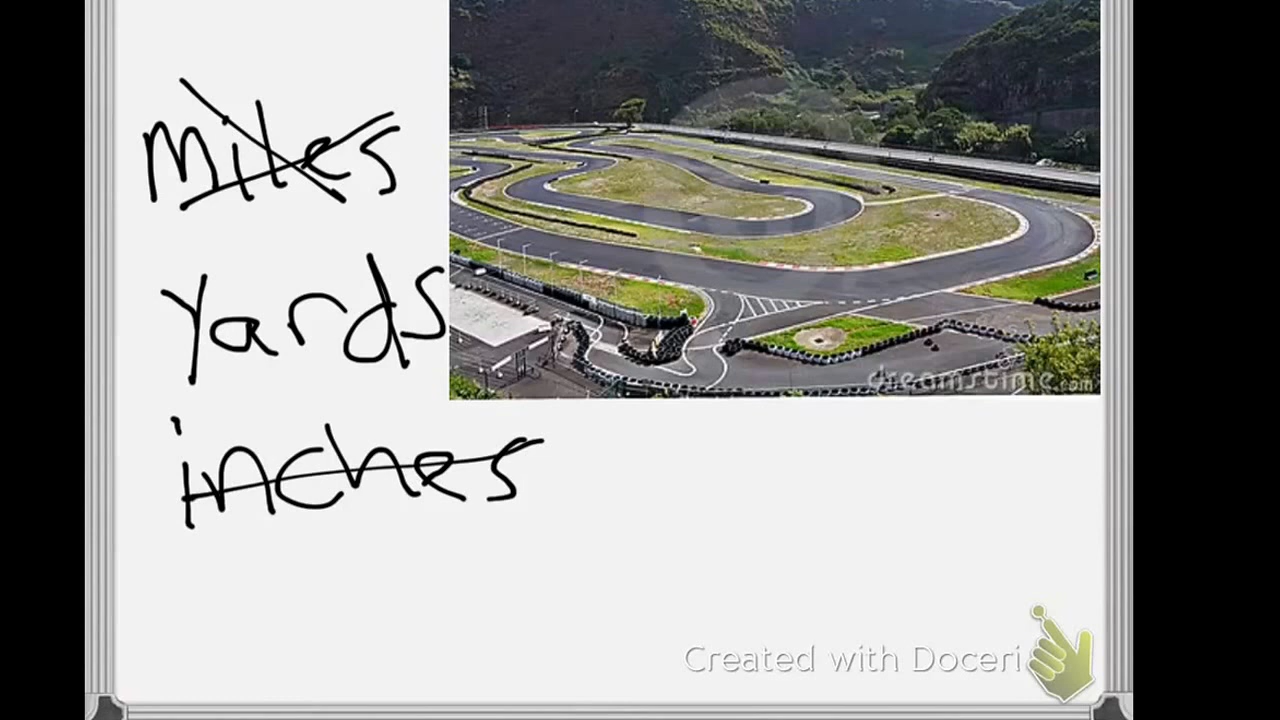 miles
yards
inches
dreamstime.com
Created with Doceri